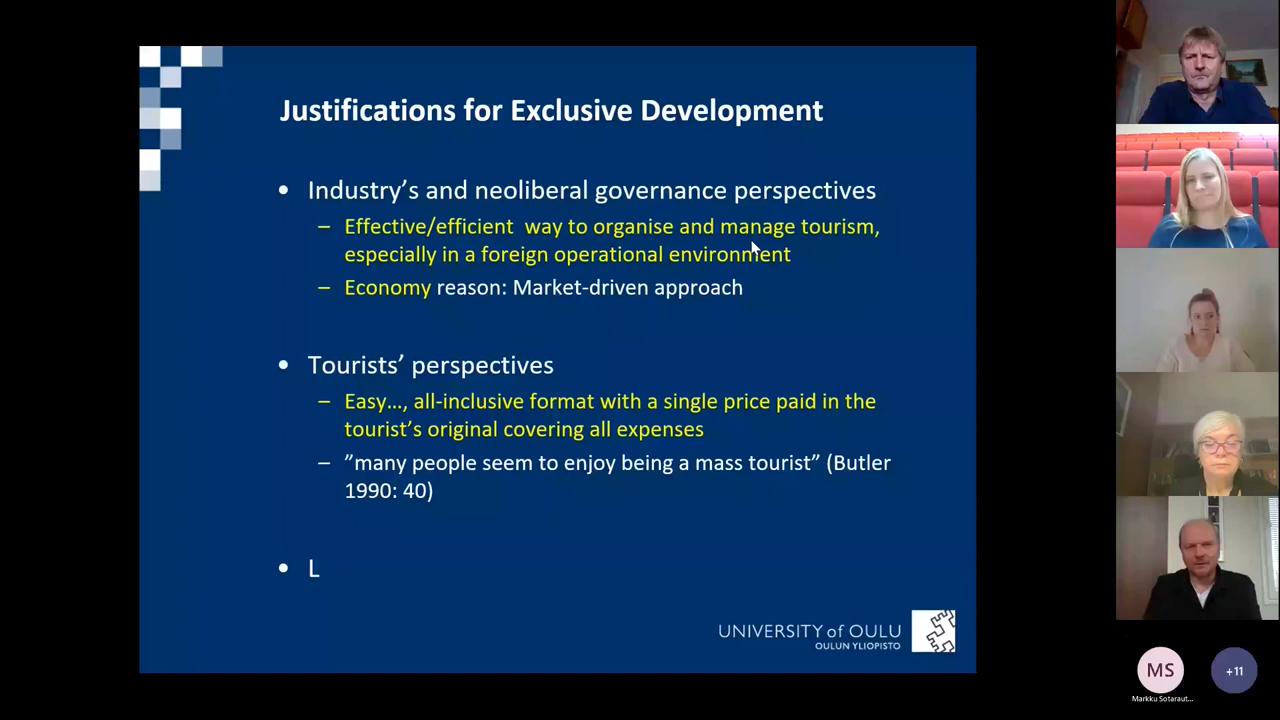 Justifications for Exclusive Development
• Industry's and neoliberal governance perspectives
– Effective/efficient  way to organise and manage tourism,
especially in a foreign operational environment
– Economy reason: Market-driven approach
• Tourists' perspectives
– Easy…, all-inclusive format with a single price paid in the
tourist's original covering all expenses
– ”many people seem to enjoy being a mass tourist” (Butler
1990: 40)
• L
UNIVERSITY of OULU
OULUN YLIOPISTO
MS
+11
Markku Sotaraut...